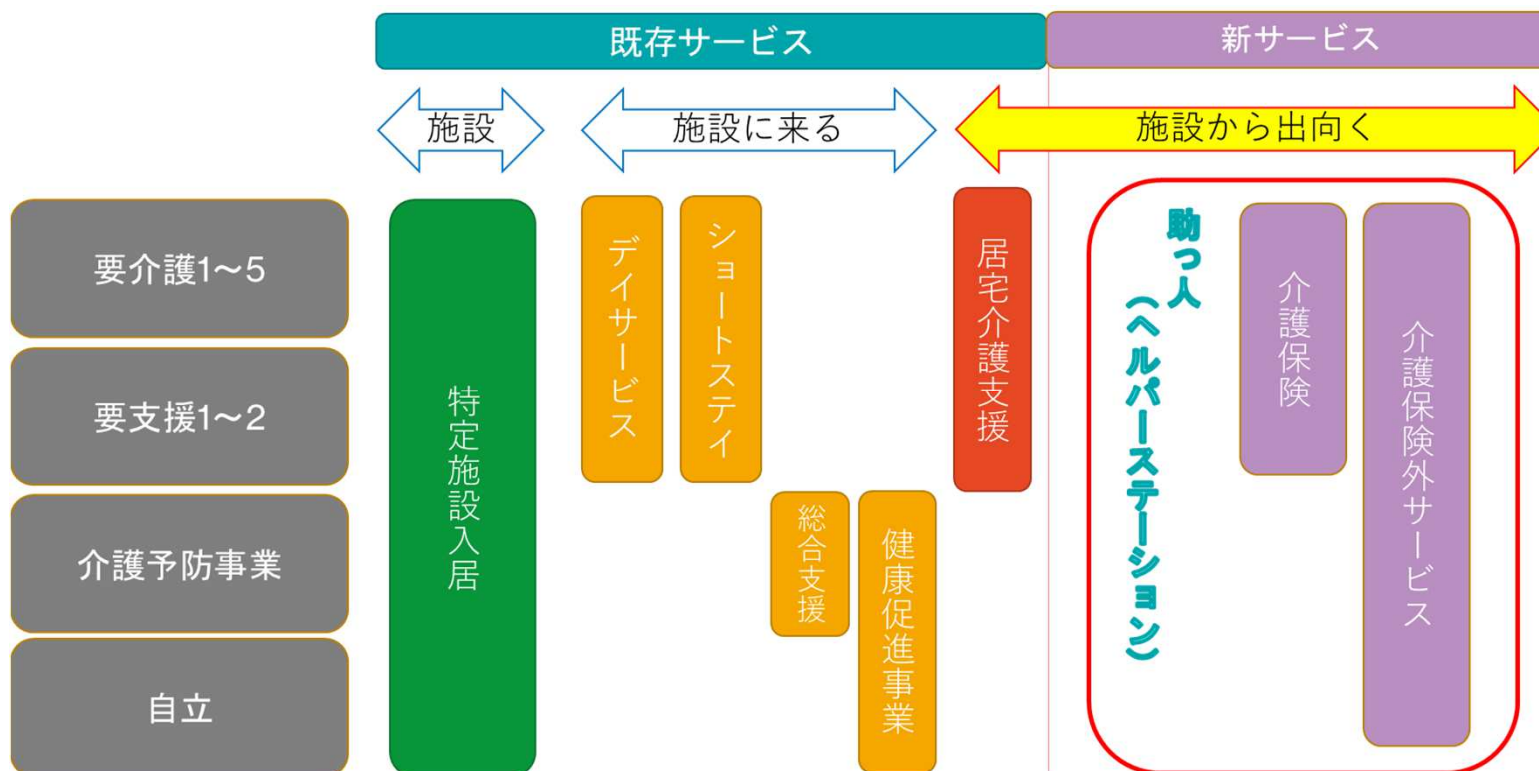 既存サービス
新サービス
施設
施設に来る
施設から出向く
要介護1～5
要支援1～2
介護予防事業
自立
特定施設入居
デイサービス
ショートステイ
総合支援
健康促進事業
居宅介護支援
助っ人
（ヘルパーステーション）
介護保険
介護保険外サービス